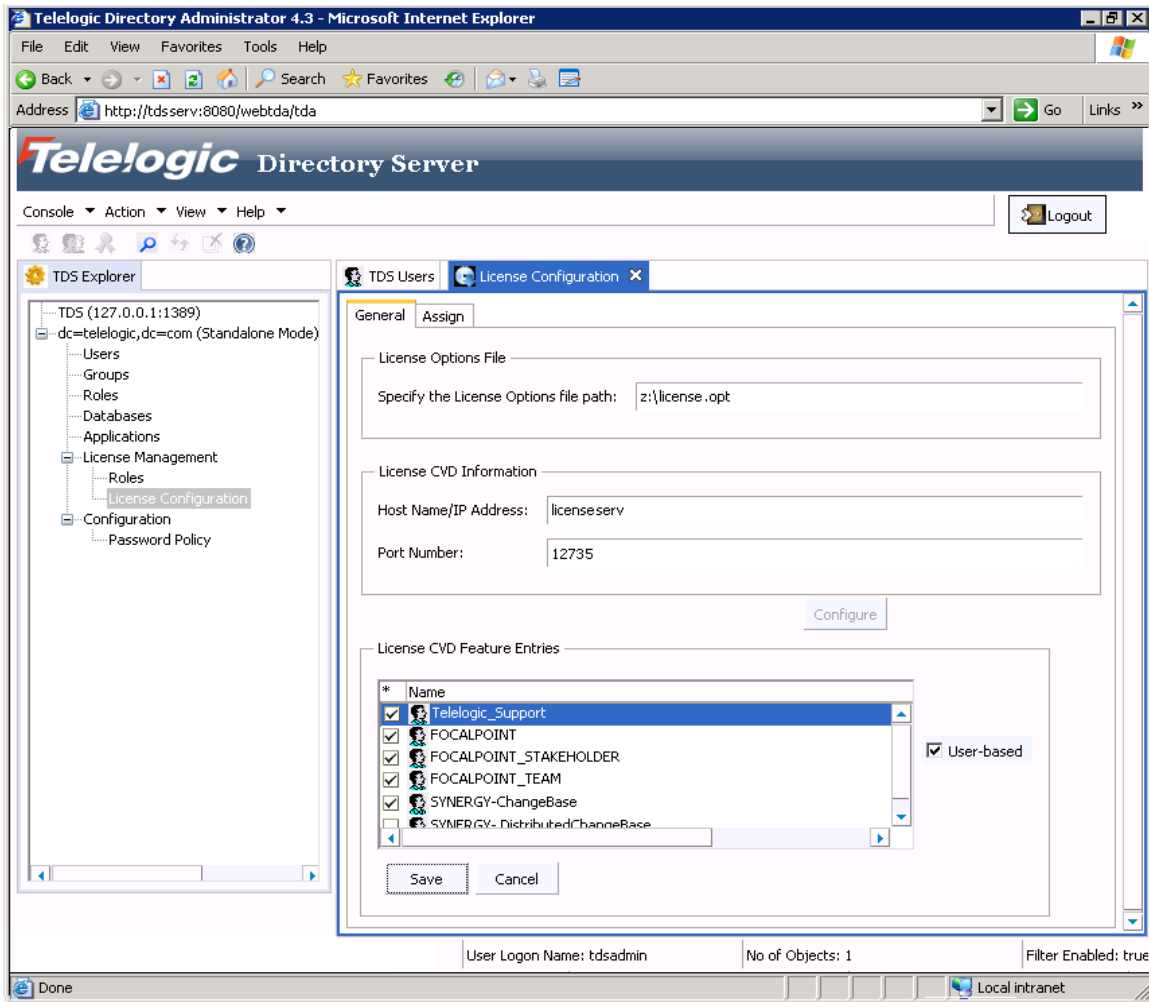 Telelogic Directory Administrator 4.3 - Microsoft Internet Explorer
File Edit View Favorites Tools Help
Back Search Favorites
Address http://tdsserv:8080/webtda/tda Go Links »
Telelogic Directory Server
Console Action View Help Logout
TDS Explorer
TDS (127.0.0.1:1389)
dc=telelogic,dc=com (Standalone Mode)
Users
Groups
Roles
Databases
Applications
License Management
Roles
License Configuration
Configuration
Password Policy
TDS Users License Configuration
General Assign
License Options File
Specify the License Options file path: z:\license.opt
License CVD Information
Host Name/IP Address: licenseserv
Port Number: 12735
Configure
License CVD Feature Entries
* Name
Telelogic_Support
FOCALPOINT
FOCALPOINT_STAKEHOLDER
FOCALPOINT_TEAM
SYNERGY-ChangeBase
SYNERGY- DistributedChangeBase
User-based
Save Cancel
User Logon Name: tdsadmin No of Objects: 1 Filter Enabled: true
Done Local intranet